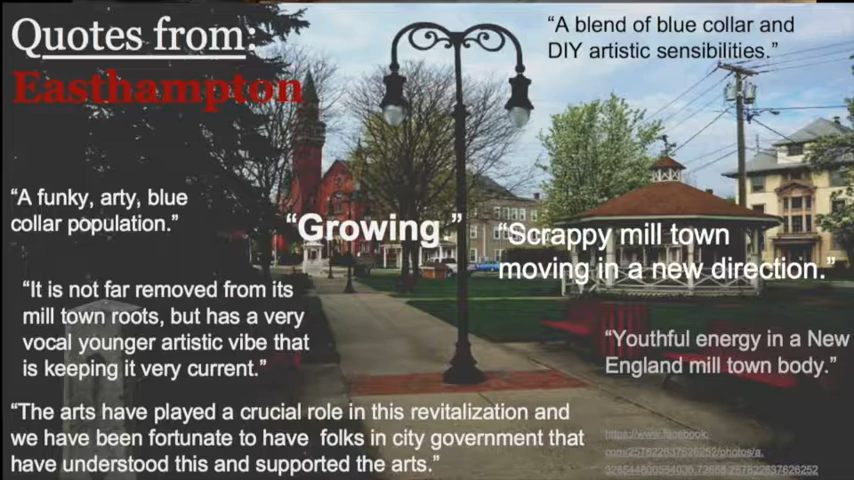 Quotes from:
Easthampton
“A blend of blue collar and
DIY artistic sensibilities.”
“A funky, arty, blue
collar population.”
“Growing.”
“Scrappy mill town
moving in a new direction.”
“It is not far removed from its
mill town roots, but has a very
vocal younger artistic vibe that
is keeping it very current.”
“Youthful energy in a New
England mill town body.”
“The arts have played a crucial role in this revitalization and
we have been fortunate to have folks in city government that
have understood this and supported the arts.”
https://www.facebook.